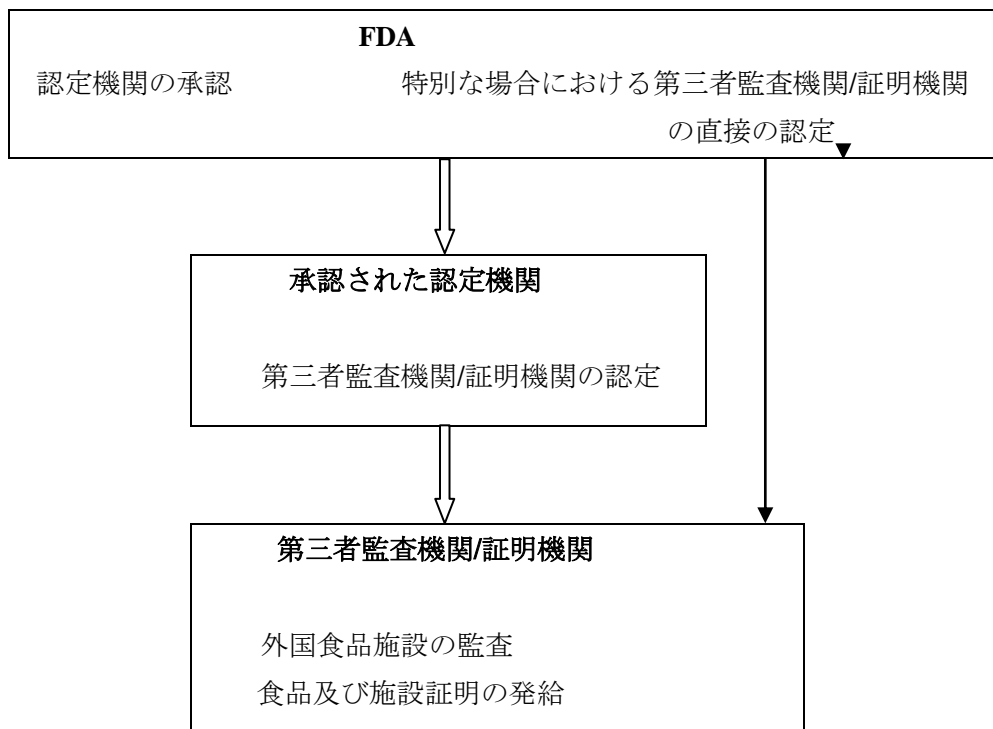 FDA
認定機関の承認 特別な場合における第三者監査機関/証明機関
の直接の認定
承認された認定機関
第三者監査機関/証明機関の認定
第三者監査機関/証明機関
外国食品施設の監査
食品及び施設証明の発給